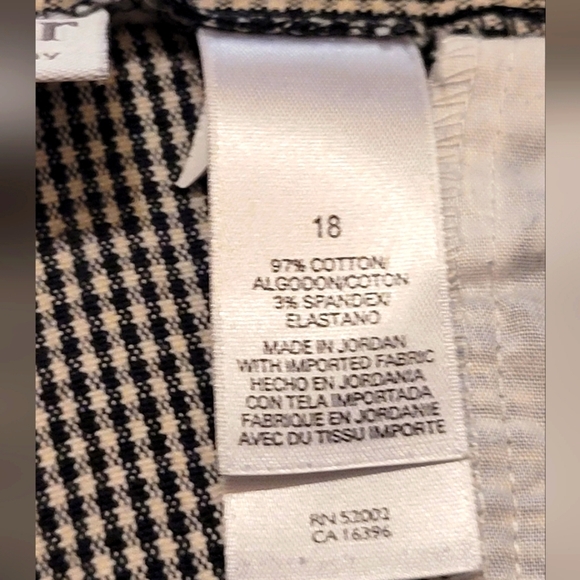 18
97% COTTON/
ALGODON/COTON
3% SPANDEX/
ELASTANO
MADE IN JORDAN
WITH IMPORTED FABRIC
HECHO EN JORDANIA
CON TELA IMPORTADA
FABRIQUE EN JORDANIE
AVEC DU TISSU IMPORTE
RN 52002
CA 16396